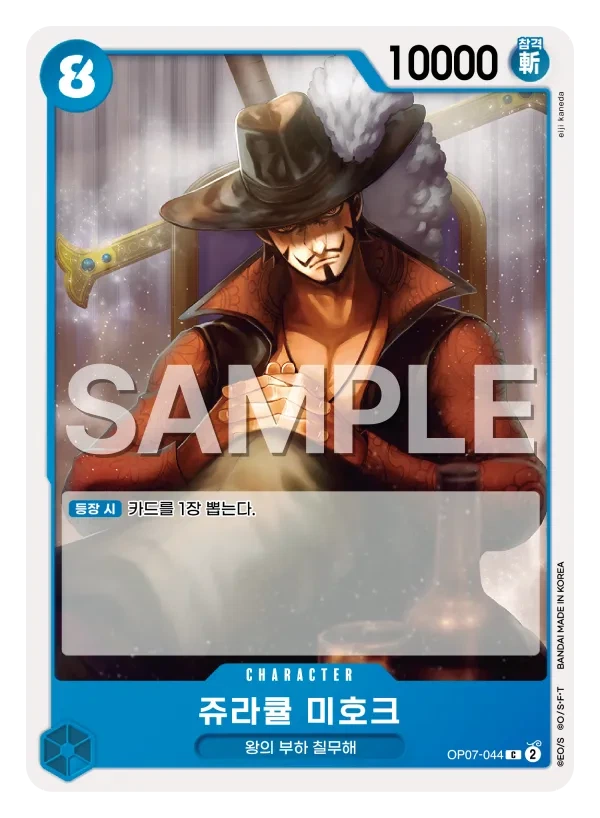 8
10000
참격
斬
eiji kaneda
SAMPLE
등장 시 카드를 1장 뽑는다.
CHARACTER
쥬라큘 미호크
왕의 부하 칠무해
OP07-044 C 2
©EO/S ©O/S·F·T BANDAI MADE IN KOREA